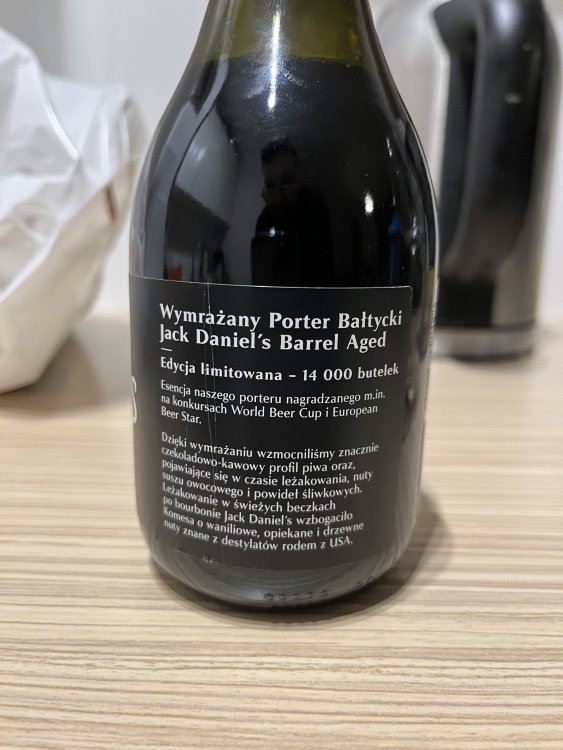 Wymrażany Porter Bałtycki
Jack Daniel's Barrel Aged
Edycja limitowana – 14 000 butelek
Esencja naszego porteru nagradzanego m.in.
na konkursach World Beer Cup i European
Beer Star.
Dzięki wymrażaniu wzmocniliśmy znacznie
czekoladowo-kawowy profil piwa oraz,
pojawiające się w czasie leżakowania, nuty
suszu owocowego i powideł śliwkowych.
Leżakowanie w świeżych beczkach
po bourbonie Jack Daniel's wzbogaciło
Komesa o waniliowe, opiekane i drzewne
nuty znane z destylatów rodem z USA.